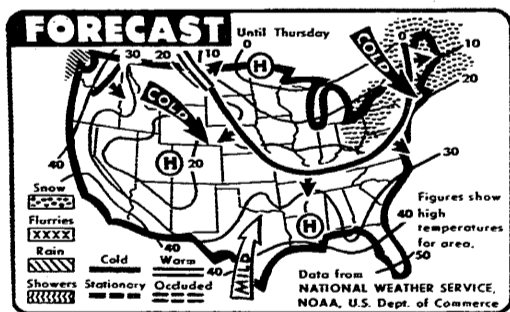 FORECAST
Until Thursday
30 20 10 0 0 10
COLD
COLD
H
20
40
H
20
30
40
Snow
Flurries
Rain
Showers
40
40
H
40
50
MILD
Cold
Warm
Stationary
Occluded
Figures show
high
temperatures
for area.
Data from
NATIONAL WEATHER SERVICE,
NOAA, U.S. Dept. of Commerce